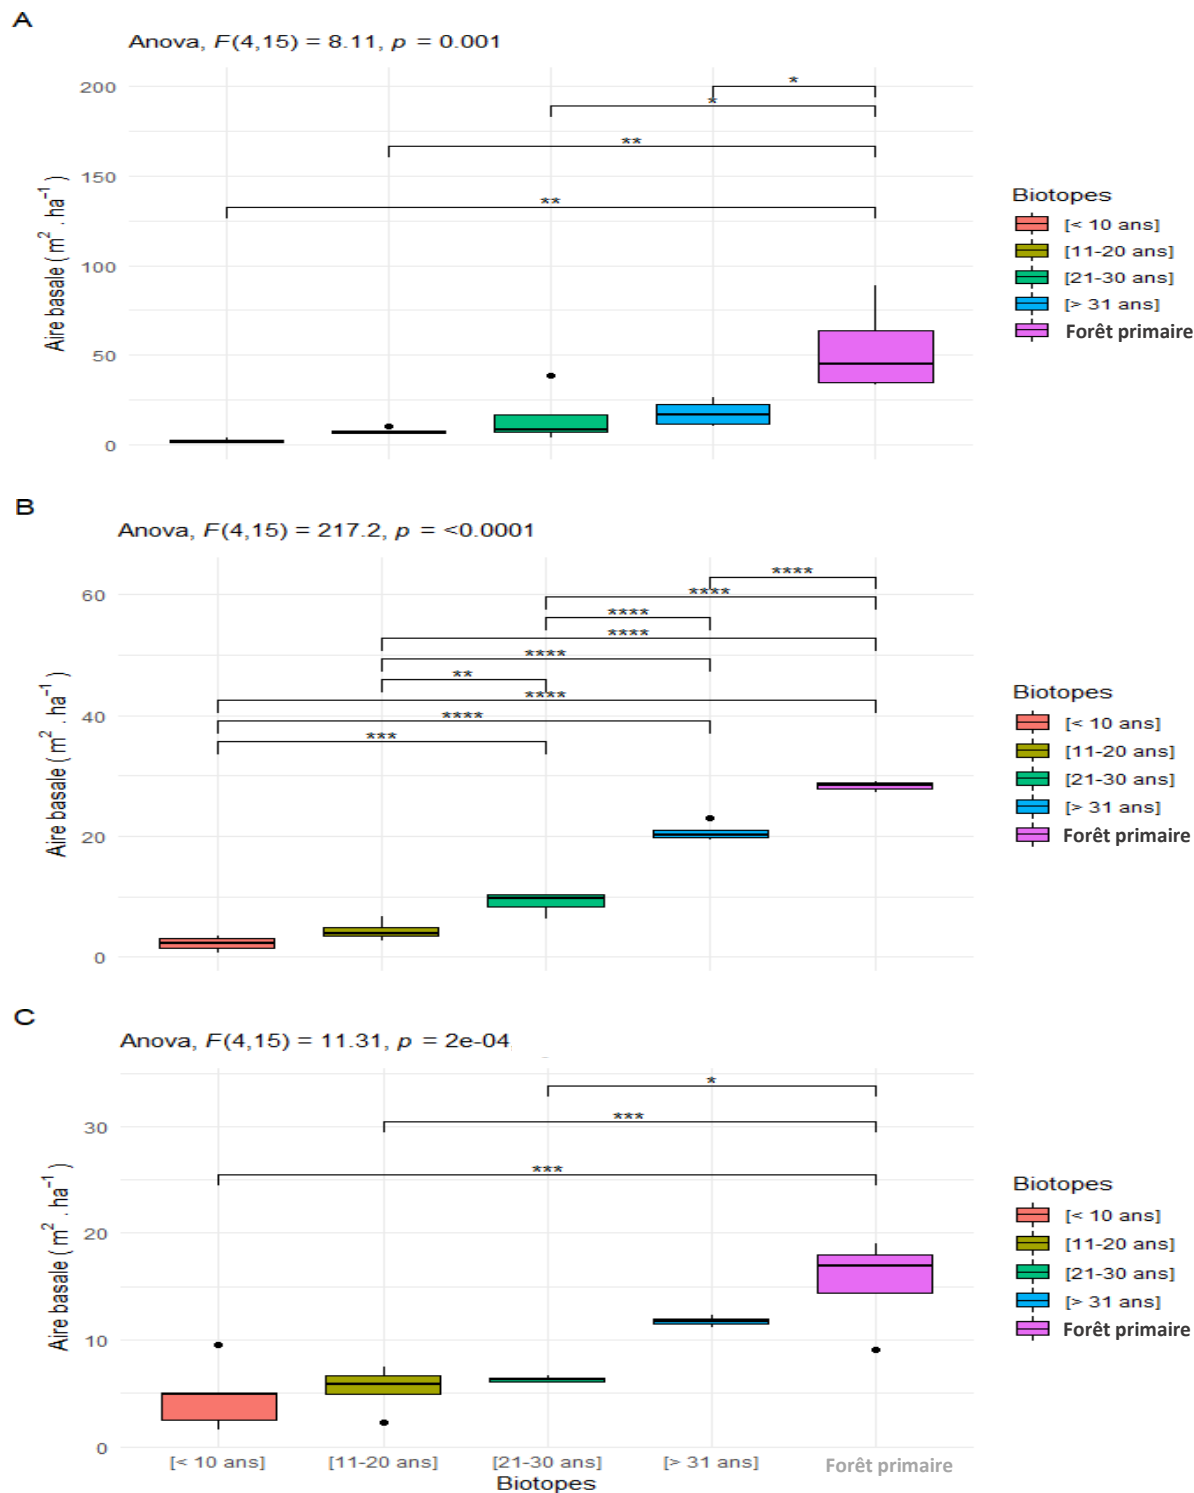 A
Anova, F(4,15) = 8.11, p = 0.001
200
150
100
50
0
Aire basale ( m² . ha⁻¹ )
*
*
**
**
Biotopes
[< 10 ans]
[11-20 ans]
[21-30 ans]
[> 31 ans]
Forêt primaire
B
Anova, F(4,15) = 217.2, p = <0.0001
60
40
20
0
Aire basale ( m² . ha⁻¹ )
****
****
****
****
****
**
****
****
***
Biotopes
[< 10 ans]
[11-20 ans]
[21-30 ans]
[> 31 ans]
Forêt primaire
C
Anova, F(4,15) = 11.31, p = 2e-04
30
20
10
0
Aire basale ( m² . ha⁻¹ )
*
***
***
Biotopes
[< 10 ans]
[11-20 ans]
[21-30 ans]
[> 31 ans]
Forêt primaire
[< 10 ans] [11-20 ans] [21-30 ans] [> 31 ans] Forêt primaire
Biotopes